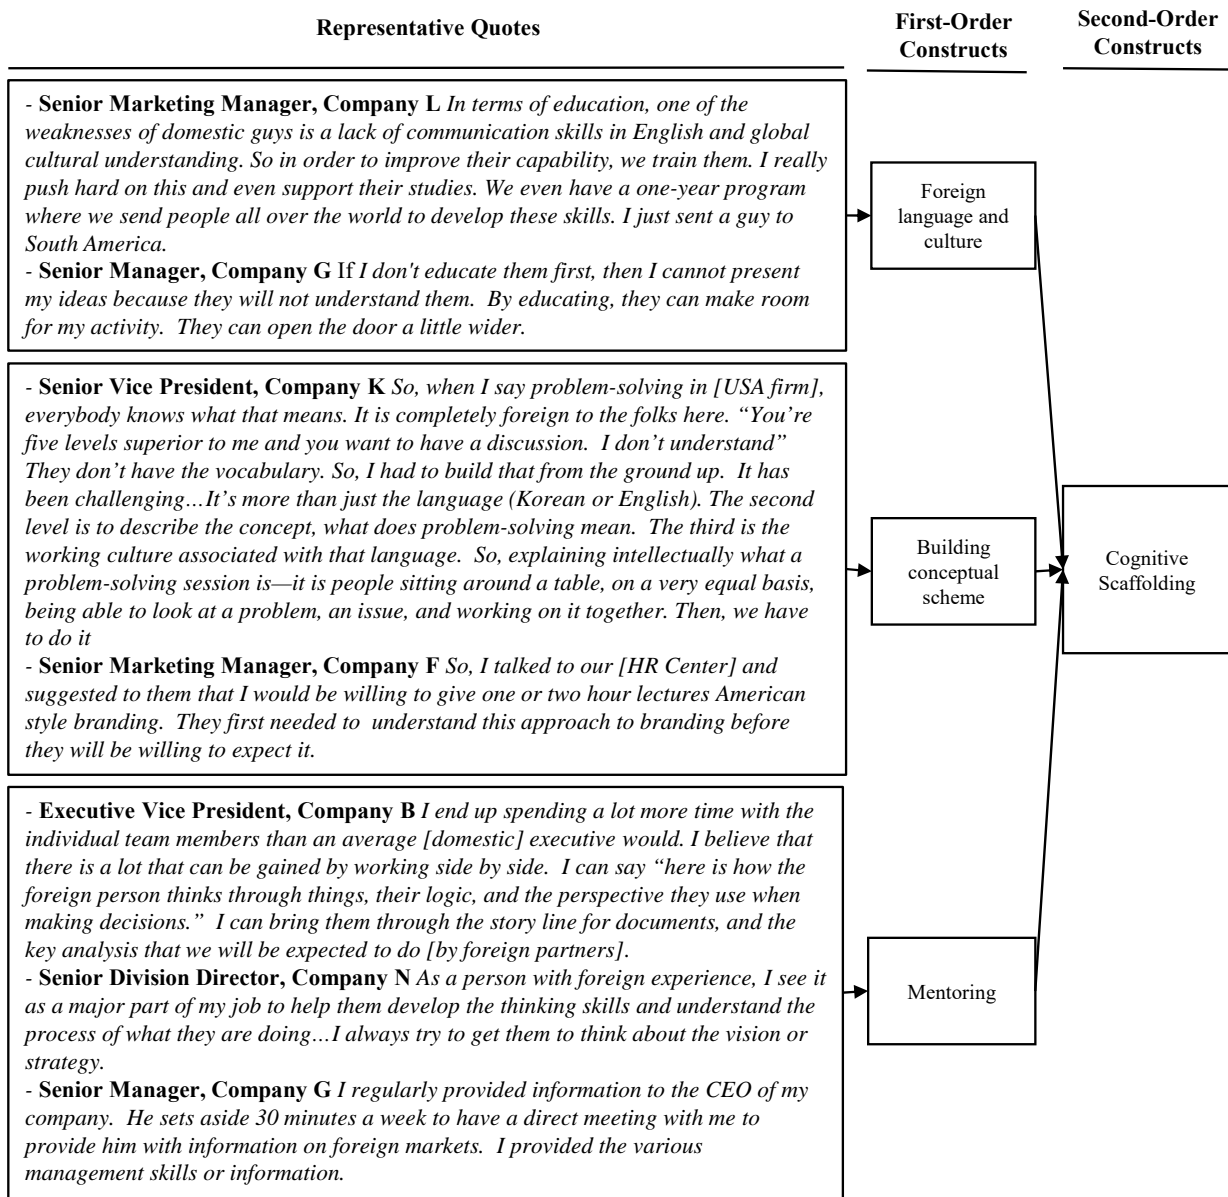 Representative Quotes
First-Order
Constructs
Second-Order
Constructs
- Senior Marketing Manager, Company L In terms of education, one of the
weaknesses of domestic guys is a lack of communication skills in English and global
cultural understanding. So in order to improve their capability, we train them. I really
push hard on this and even support their studies. We even have a one-year program
where we send people all over the world to develop these skills. I just sent a guy to
South America.
- Senior Manager, Company G If I don't educate them first, then I cannot present
my ideas because they will not understand them.  By educating, they can make room
for my activity.  They can open the door a little wider.
Foreign
language and
culture
- Senior Vice President, Company K So, when I say problem-solving in [USA firm],
everybody knows what that means. It is completely foreign to the folks here. “You’re
five levels superior to me and you want to have a discussion.  I don’t understand”
They don’t have the vocabulary. So, I had to build that from the ground up.  It has
been challenging…It’s more than just the language (Korean or English). The second
level is to describe the concept, what does problem-solving mean.  The third is the
working culture associated with that language.  So, explaining intellectually what a
problem-solving session is—it is people sitting around a table, on a very equal basis,
being able to look at a problem, an issue, and working on it together. Then, we have
to do it
- Senior Marketing Manager, Company F So, I talked to our [HR Center] and
suggested to them that I would be willing to give one or two hour lectures American
style branding.  They first needed to  understand this approach to branding before
they will be willing to expect it.
Building
conceptual
scheme
Cognitive
Scaffolding
- Executive Vice President, Company B I end up spending a lot more time with the
individual team members than an average [domestic] executive would. I believe that
there is a lot that can be gained by working side by side.  I can say “here is how the
foreign person thinks through things, their logic, and the perspective they use when
making decisions.”  I can bring them through the story line for documents, and the
key analysis that we will be expected to do [by foreign partners].
- Senior Division Director, Company N As a person with foreign experience, I see it
as a major part of my job to help them develop the thinking skills and understand the
process of what they are doing…I always try to get them to think about the vision or
strategy.
- Senior Manager, Company G I regularly provided information to the CEO of my
company.  He sets aside 30 minutes a week to have a direct meeting with me to
provide him with information on foreign markets.  I provided the various
management skills or information.
Mentoring